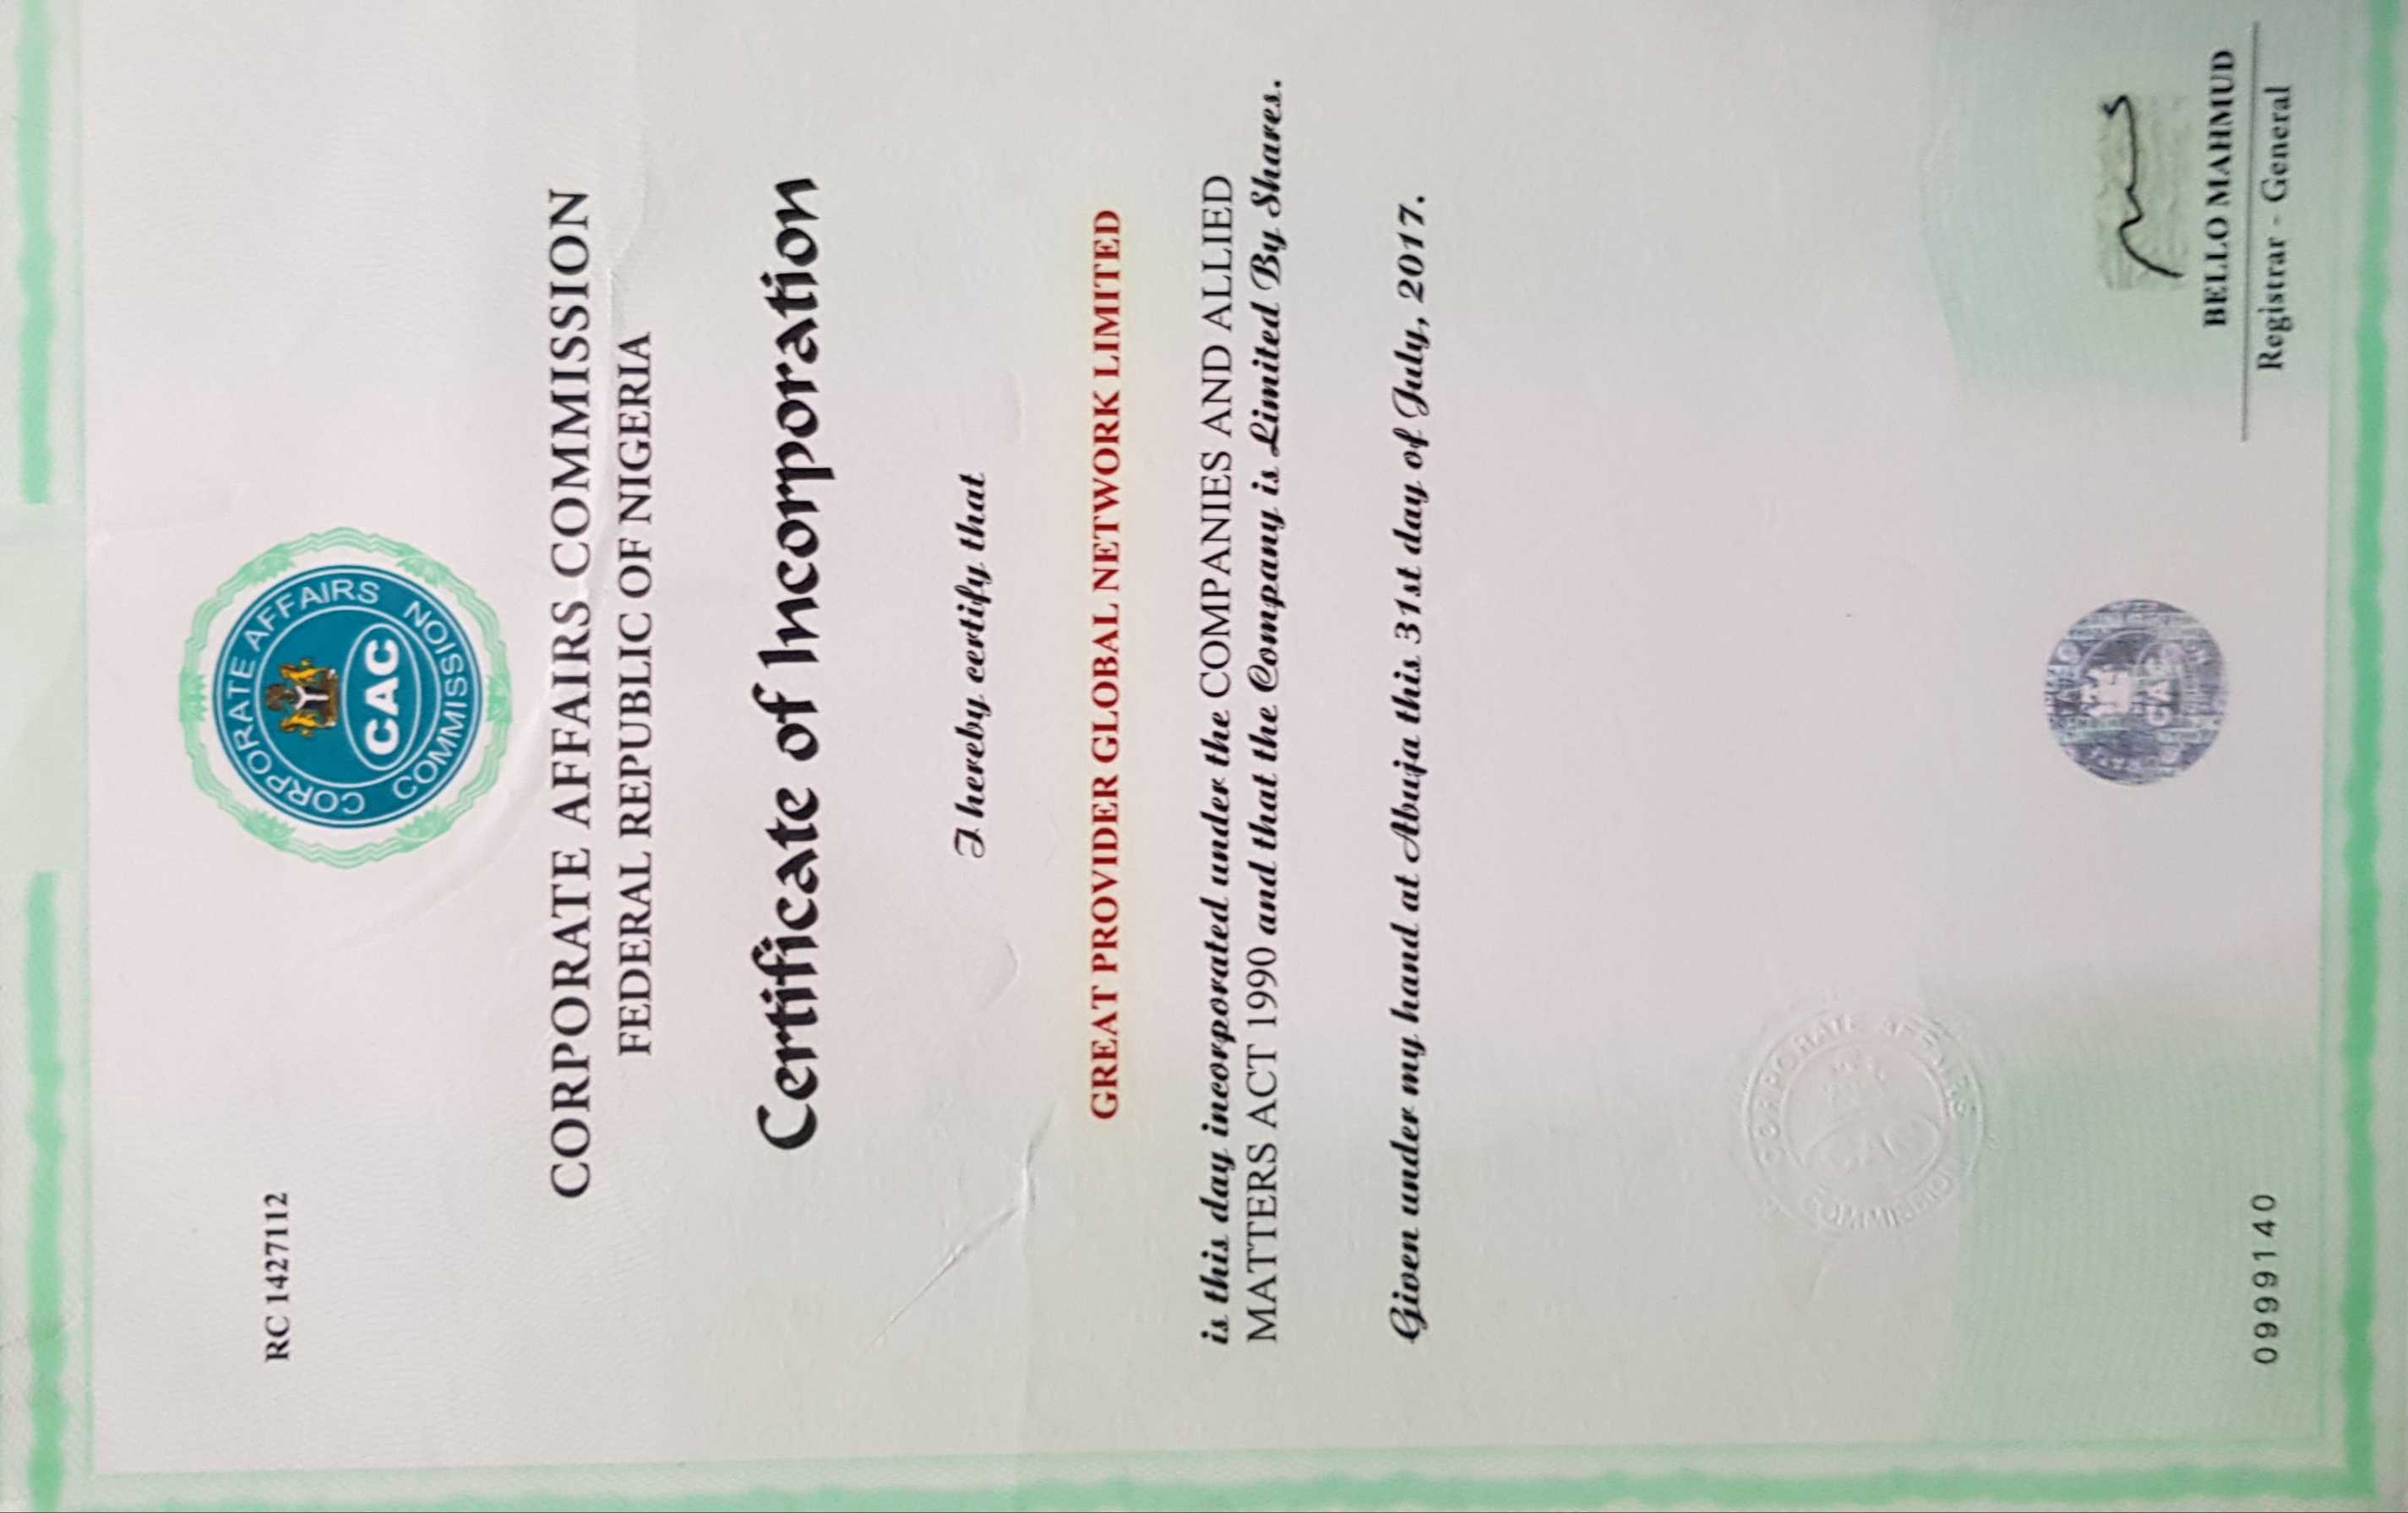 RC 1427112
CORPORATE AFFAIRS
CAC
COMMISSION
CORPORATE AFFAIRS COMMISSION
FEDERAL REPUBLIC OF NIGERIA
Certificate of Incorporation
I hereby certify that
GREAT PROVIDER GLOBAL NETWORK LIMITED
is this day incorporated under the COMPANIES AND ALLIED
MATTERS ACT 1990 and that the Company is Limited By Shares.
Given under my hand at Abuja this 31st day of July, 2017.
CORPORATE AFFAIRS
COMMISSION
CAC
CAC
BELLO MAHMUD
Registrar - General
0999140